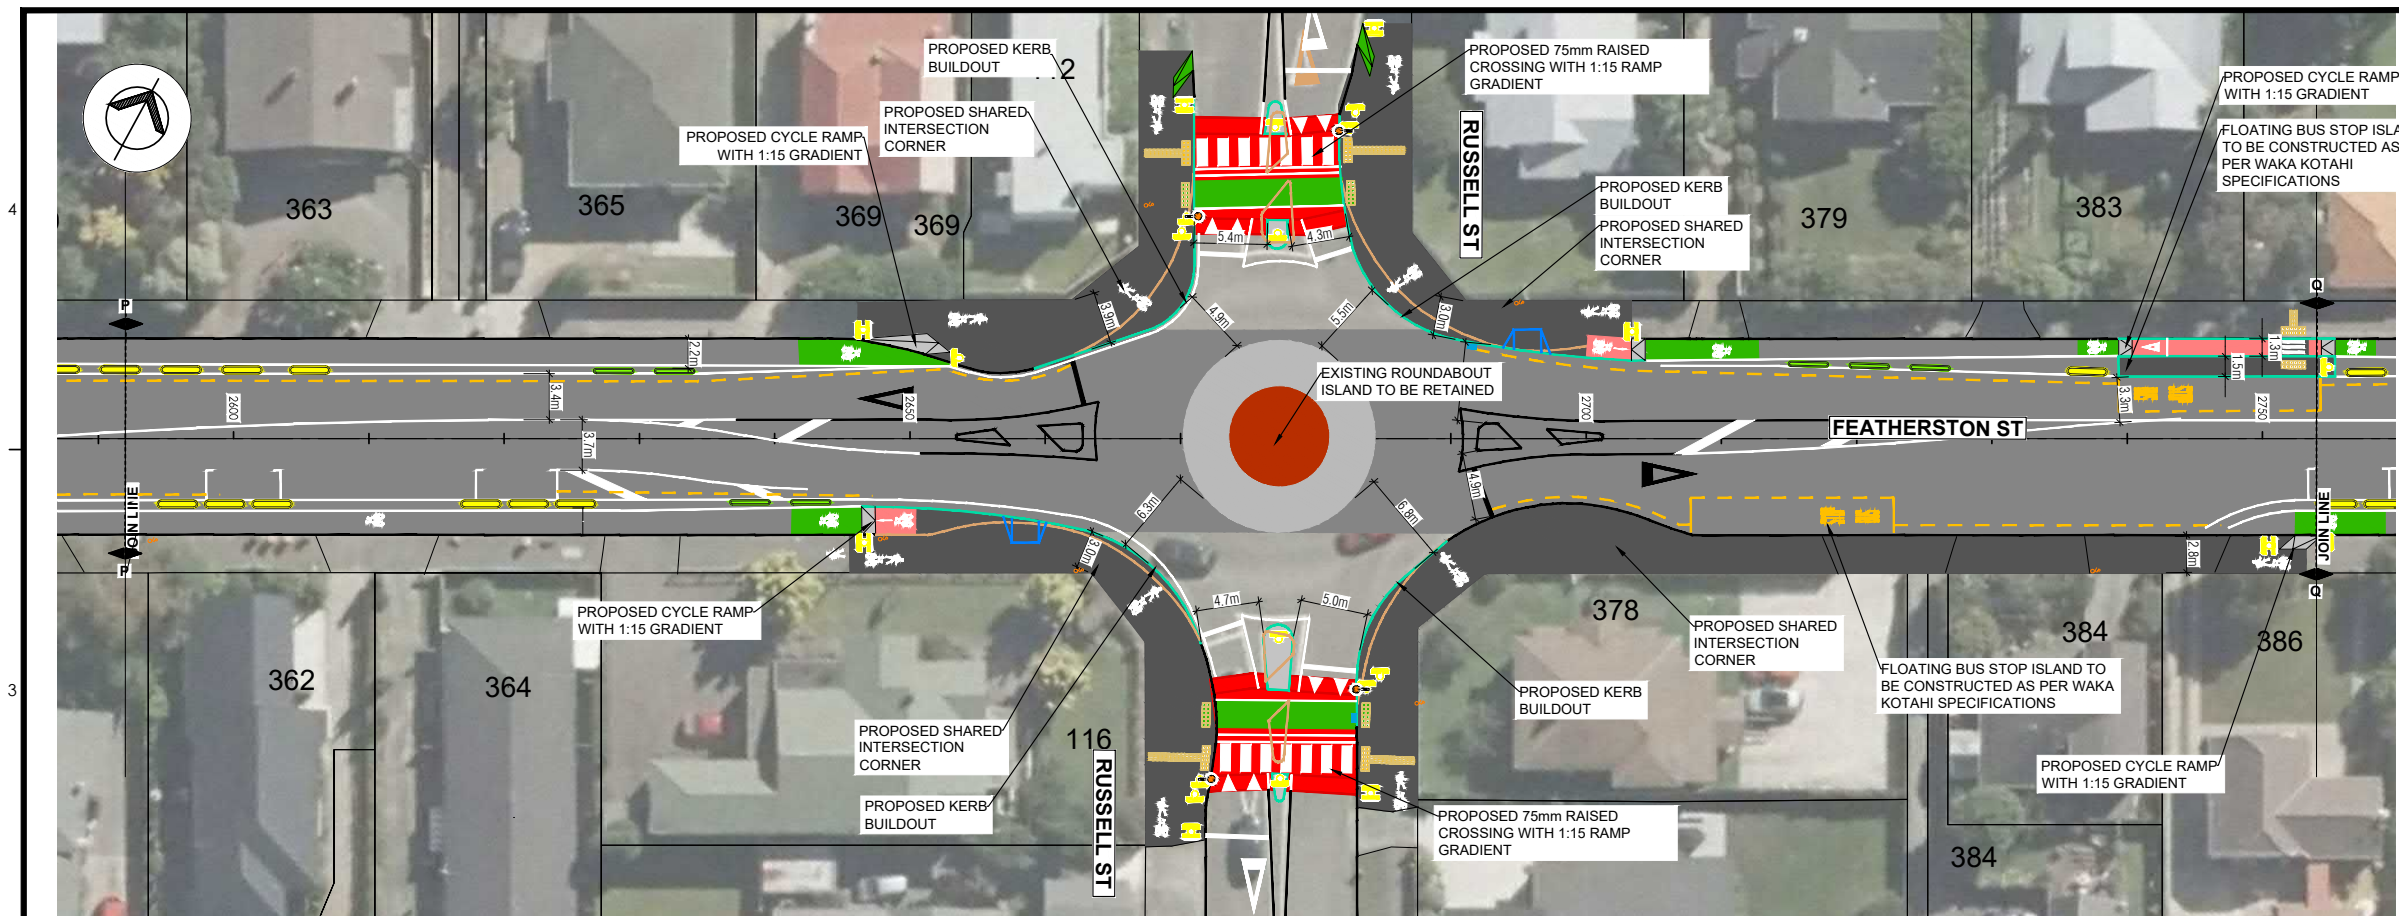 PROPOSED KERB
BUILDOUT
PROPOSED 75mm RAISED
CROSSING WITH 1:15 RAMP
GRADIENT
PROPOSED CYCLE RAMP
WITH 1:15 GRADIENT
PROPOSED SHARED
INTERSECTION
CORNER
PROPOSED CYCLE RAMP
WITH 1:15 GRADIENT
FLOATING BUS STOP ISLA
TO BE CONSTRUCTED AS
PER WAKA KOTAHI
SPECIFICATIONS
RUSSELL ST
PROPOSED KERB
BUILDOUT
PROPOSED SHARED
INTERSECTION
CORNER
4
363
365
369
369
379
383
5.4m
4.3m
P
Q
3.9m
4.9m
5.5m
3.0m
2.2m
1.3m
1.5m
3.4m
3.3m
EXISTING ROUNDABOUT
ISLAND TO BE RETAINED
2600
2650
2700
2750
FEATHERSTON ST
3.7m
4.9m
6.3m
6.8m
3.0m
2.8m
JOIN LINE
P
Q
4.7m
5.0m
PROPOSED CYCLE RAMP
WITH 1:15 GRADIENT
378
384
386
PROPOSED SHARED
INTERSECTION
CORNER
3
362
364
FLOATING BUS STOP ISLAND TO
BE CONSTRUCTED AS PER WAKA
KOTAHI SPECIFICATIONS
PROPOSED KERB
BUILDOUT
PROPOSED SHARED
INTERSECTION
CORNER
116
RUSSELL ST
PROPOSED CYCLE RAMP
WITH 1:15 GRADIENT
PROPOSED KERB
BUILDOUT
PROPOSED 75mm RAISED
CROSSING WITH 1:15 RAMP
GRADIENT
384